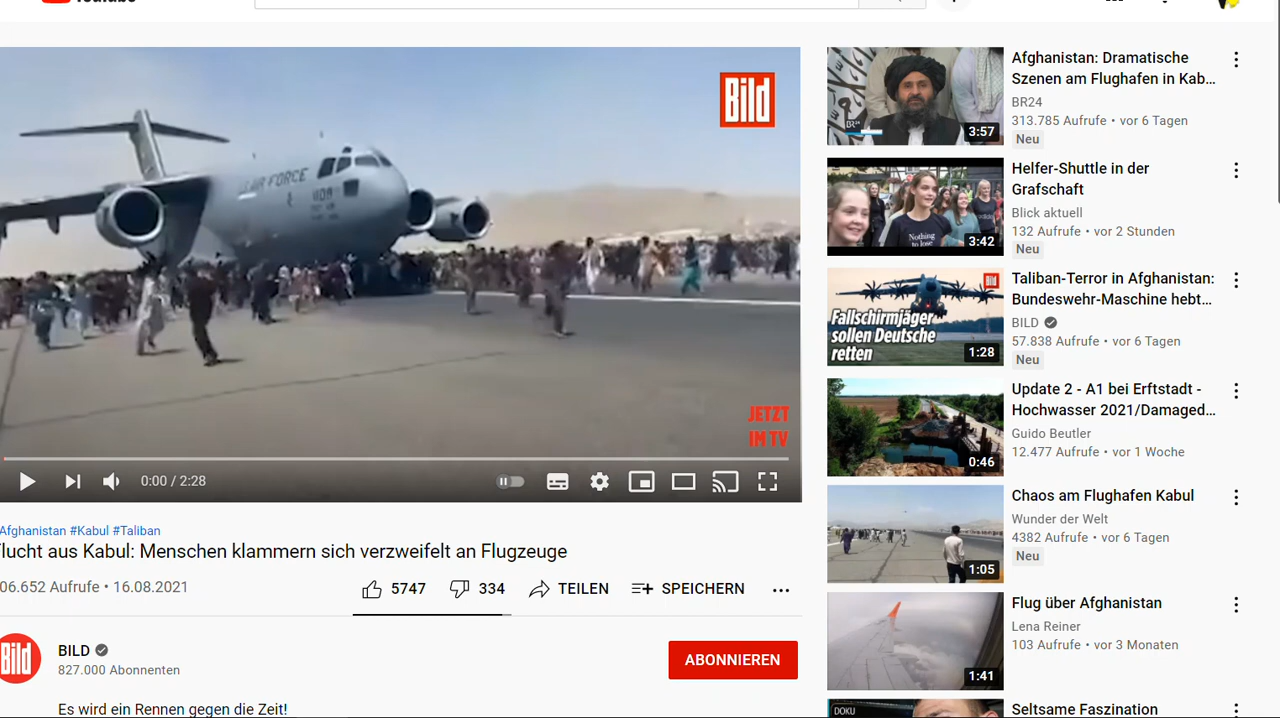 Bild
U.S. AIR FORCE
JETZT
IM TV
0:00 / 2:28
Afghanistan #Kabul #Taliban
lucht aus Kabul: Menschen klammern sich verzweifelt an Flugzeuge
06.652 Aufrufe • 16.08.2021
5747
334
TEILEN
SPEICHERN
Bild
BILD
827.000 Abonnenten
ABONNIEREN
Es wird ein Rennen gegen die Zeit!
BR24
3:57
Afghanistan: Dramatische
Szenen am Flughafen in Kab...
BR24
313.785 Aufrufe • vor 6 Tagen
Neu
Nothing
to lose
3:42
Helfer-Shuttle in der
Grafschaft
Blick aktuell
132 Aufrufe • vor 2 Stunden
Neu
Bild
Fallschirmjäger
sollen Deutsche
retten
1:28
Taliban-Terror in Afghanistan:
Bundeswehr-Maschine hebt...
BILD
57.838 Aufrufe • vor 6 Tagen
Neu
0:46
Update 2 - A1 bei Erftstadt -
Hochwasser 2021/Damaged...
Guido Beutler
12.477 Aufrufe • vor 1 Woche
1:05
Chaos am Flughafen Kabul
Wunder der Welt
4382 Aufrufe • vor 6 Tagen
Neu
1:41
Flug über Afghanistan
Lena Reiner
103 Aufrufe • vor 3 Monaten
DOKU
Seltsame Faszination